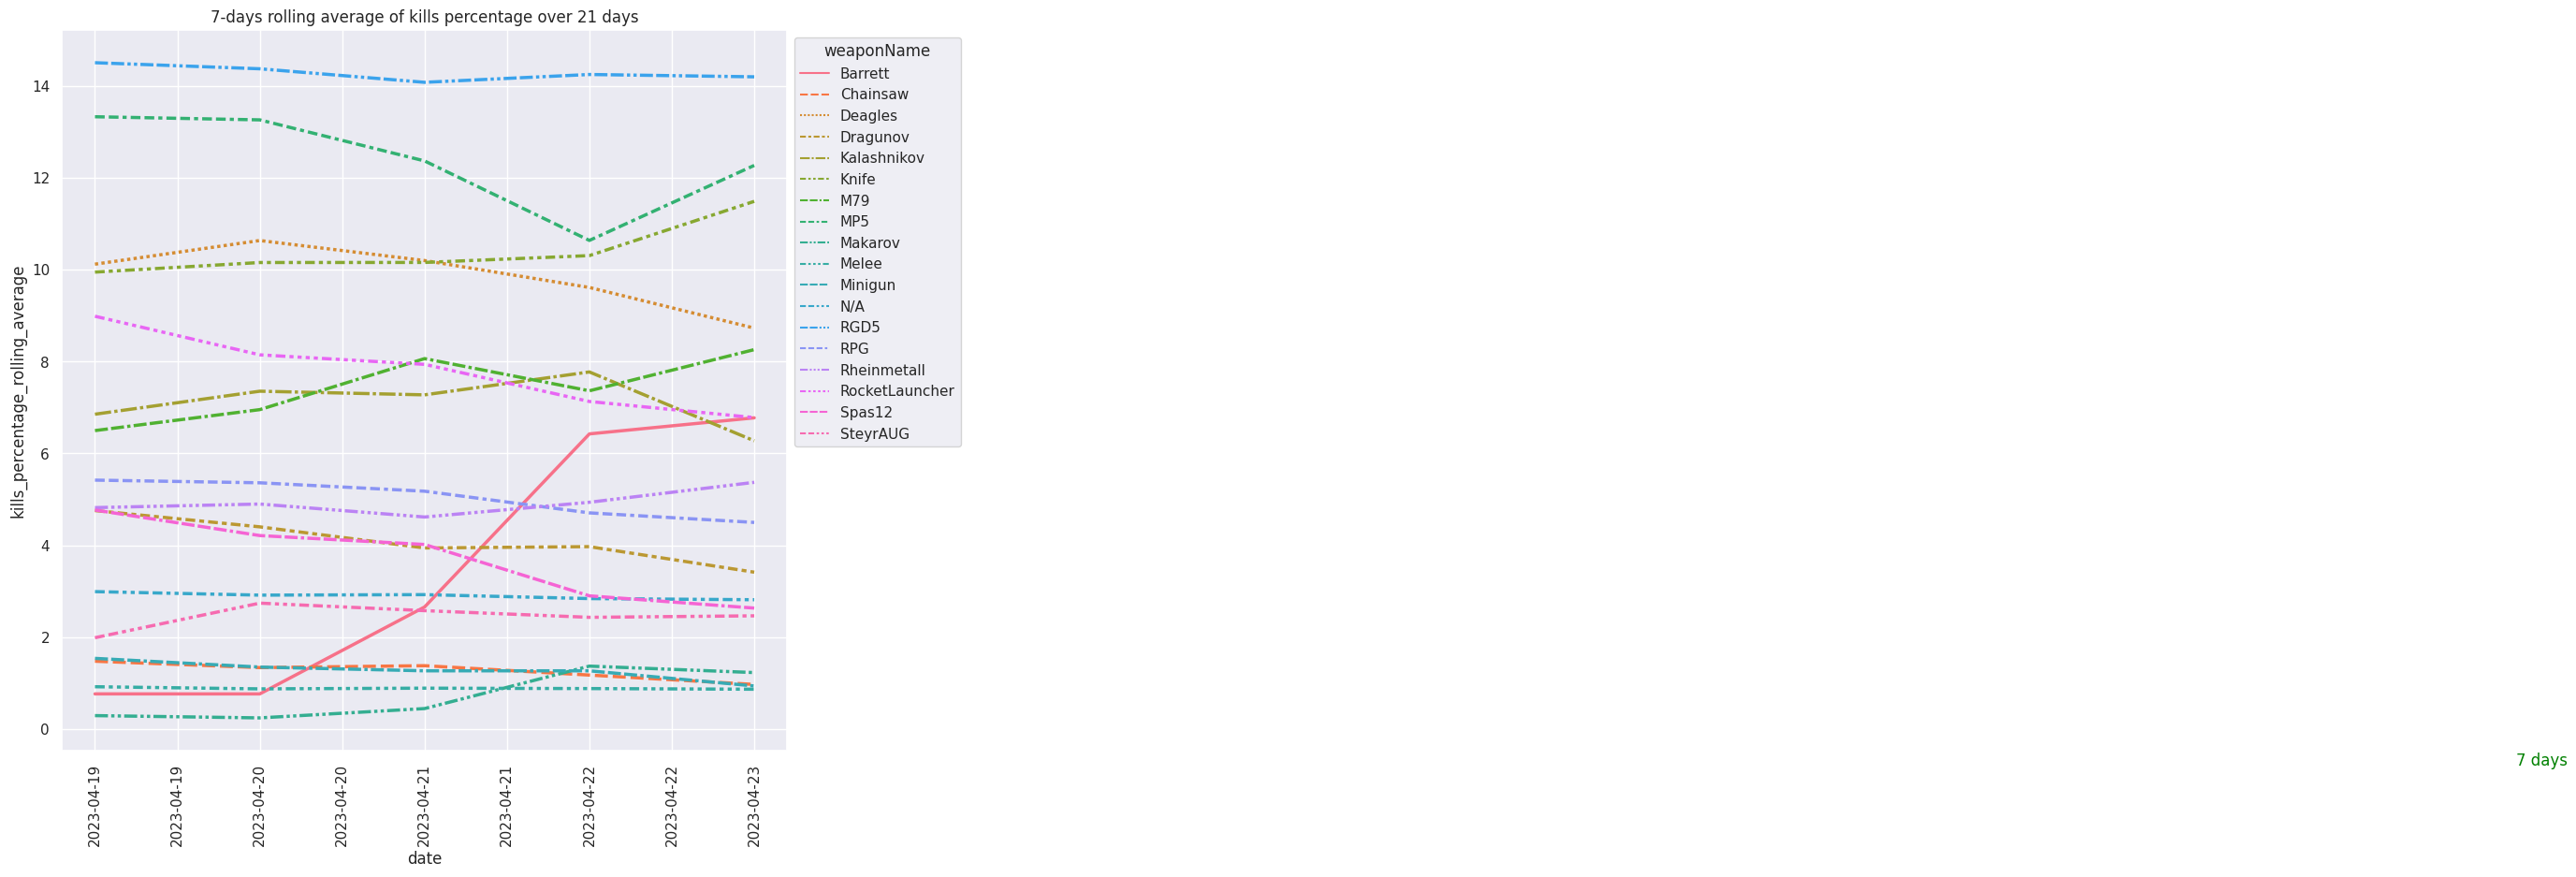 7-days rolling average of kills percentage over 21 days
kills_percentage_rolling_average
14
12
10
8
6
4
2
0
2023-04-19
2023-04-19
2023-04-20
2023-04-20
2023-04-21
2023-04-21
2023-04-22
2023-04-22
2023-04-23
date
weaponName
Barrett
Chainsaw
Deagles
Dragunov
Kalashnikov
Knife
M79
MP5
Makarov
Melee
Minigun
N/A
RGD5
RPG
Rheinmetall
RocketLauncher
Spas12
SteyrAUG
7 days